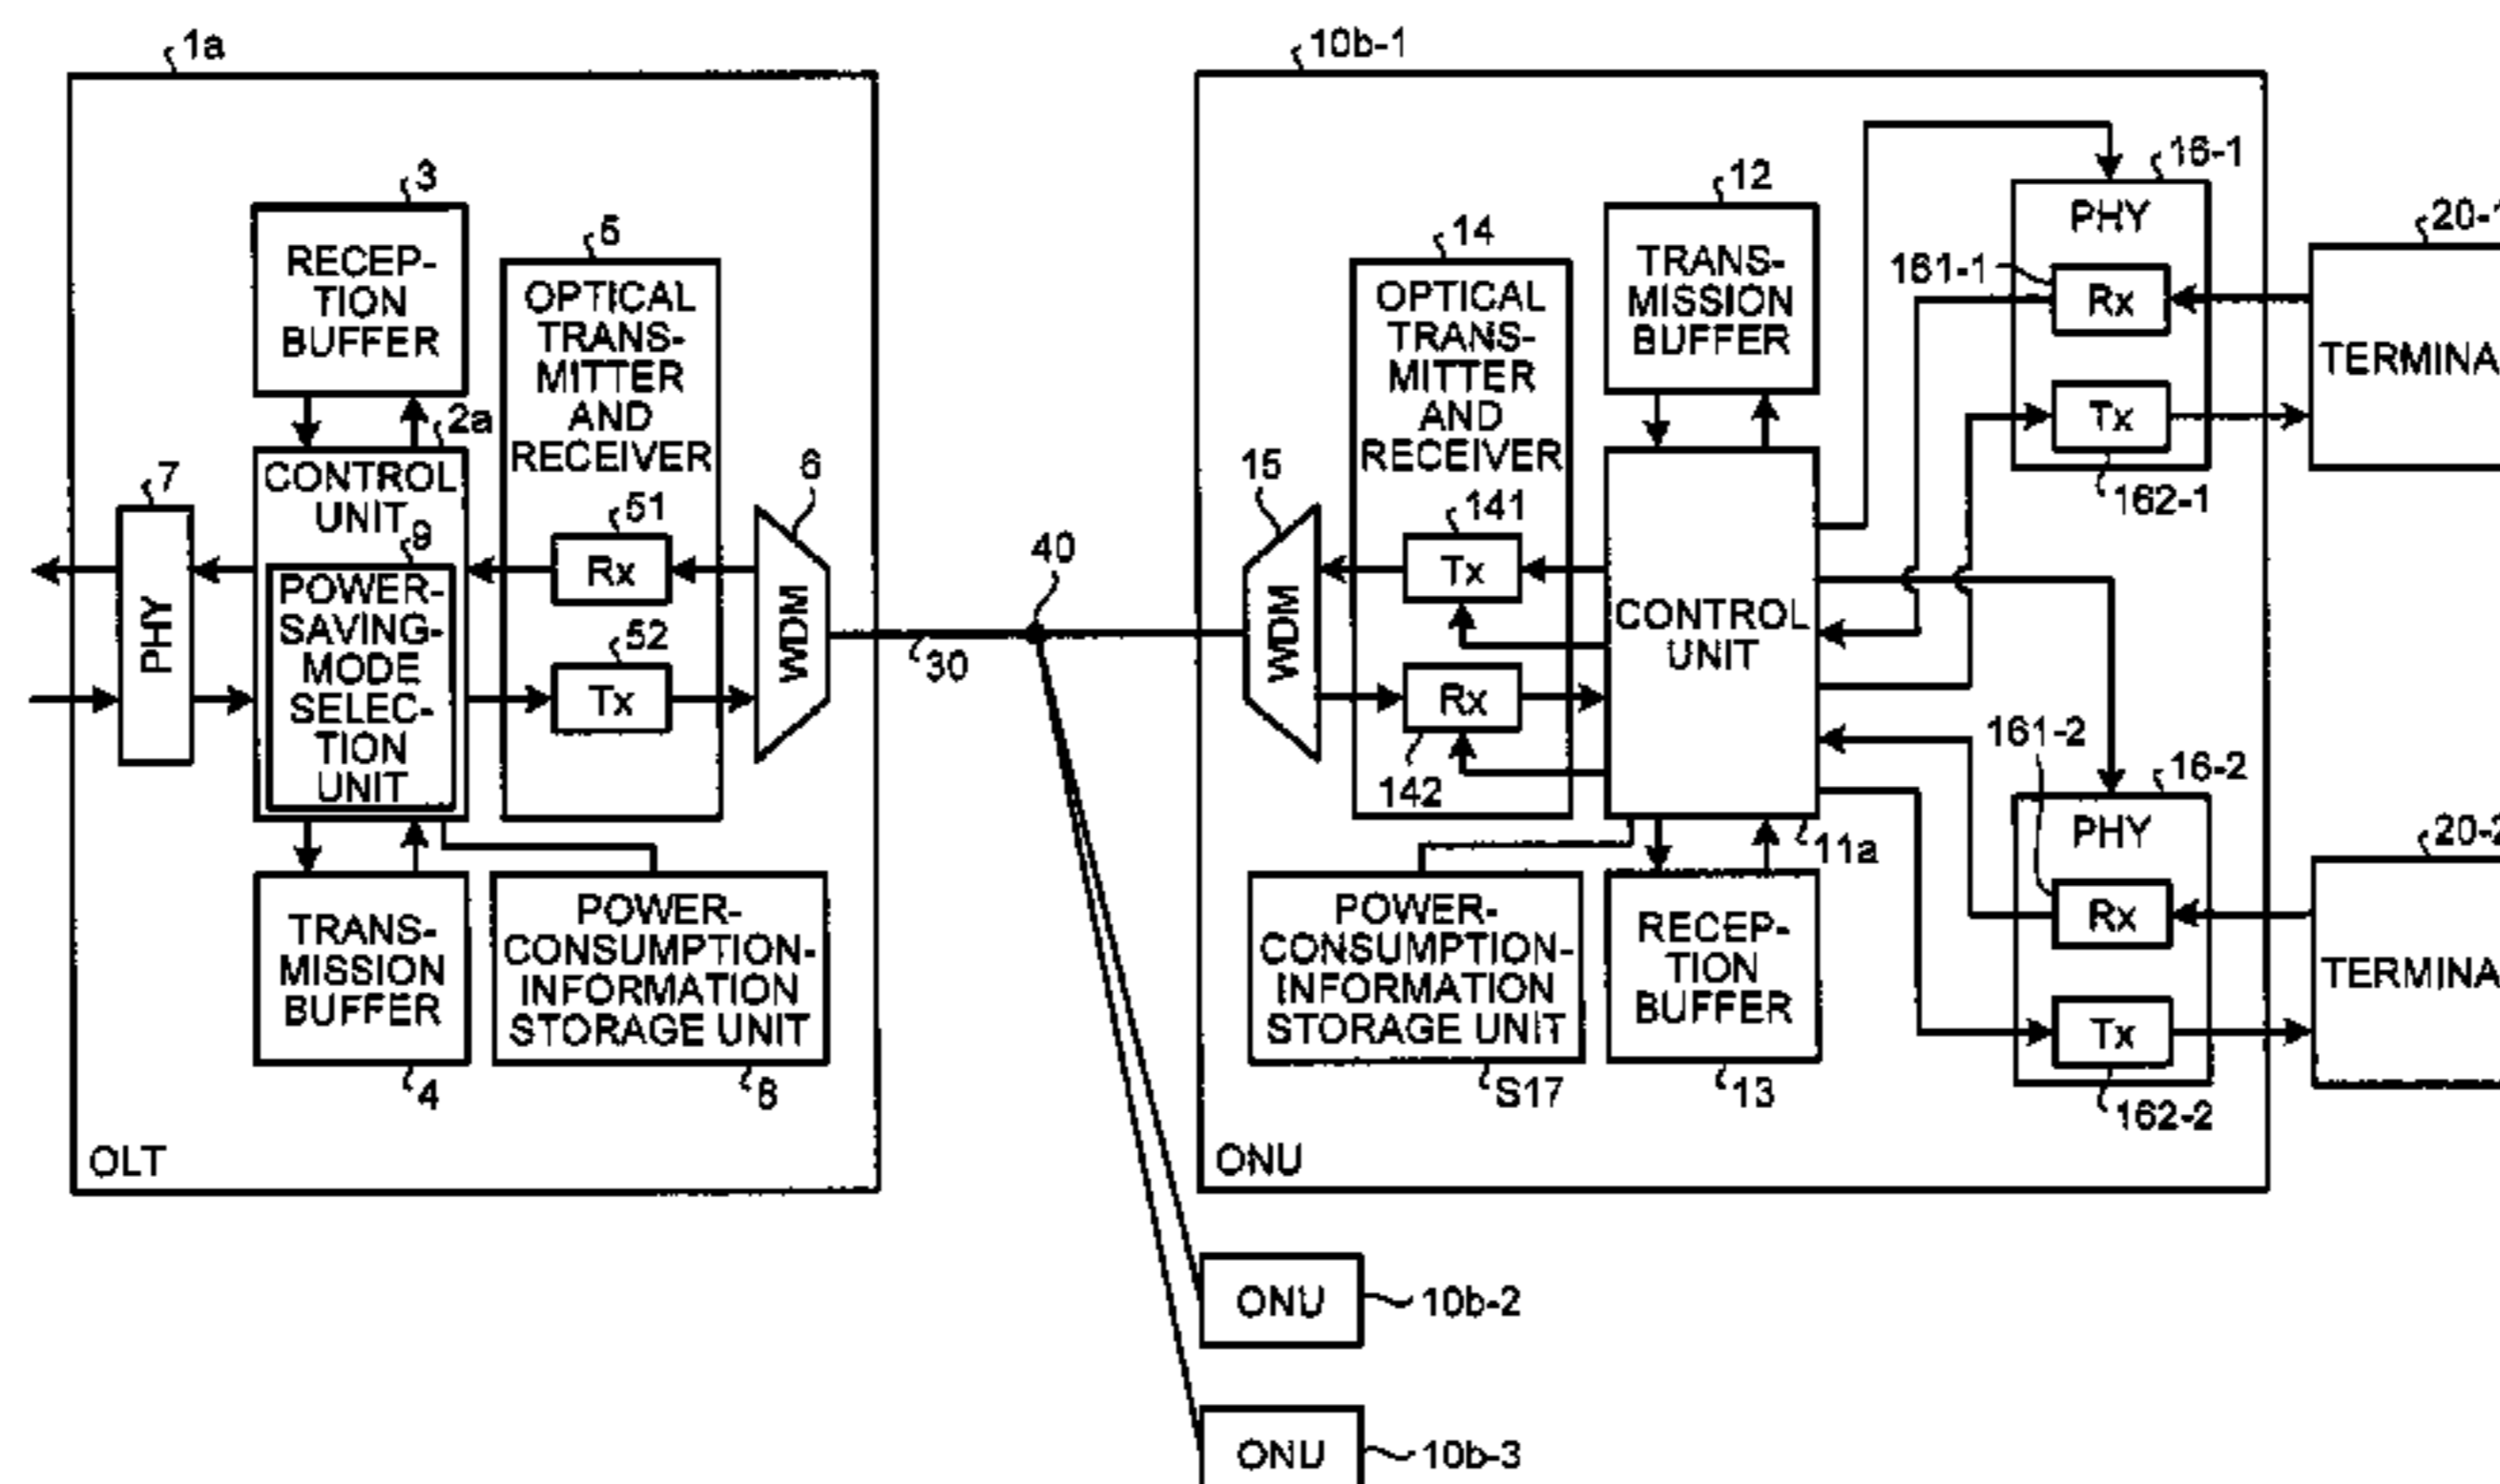 1a
3
RECEP-
TION
BUFFER
5
OPTICAL
TRANS-
MITTER
AND
RECEIVER
2a
CONTROL
UNIT
9
POWER-
SAVING-
MODE
SELEC-
TION
UNIT
7
PHY
51
Rx
52
Tx
6
WDM
TRANS-
MISSION
BUFFER
4
POWER-
CONSUMPTION-
INFORMATION
STORAGE UNIT
8
OLT
40
30
10b-1
15
WDM
14
OPTICAL
TRANS-
MITTER
AND
RECEIVER
141
Tx
Rx
142
12
TRANS-
MISSION
BUFFER
CONTROL
UNIT
11a
POWER-
CONSUMPTION-
INFORMATION
STORAGE UNIT
S17
RECEP-
TION
BUFFER
13
16-1
PHY
161-1
Rx
Tx
162-1
20-1
TERMINA
161-2
16-2
PHY
Rx
Tx
162-2
20-2
TERMINA
ONU
ONU
10b-2
ONU
10b-3